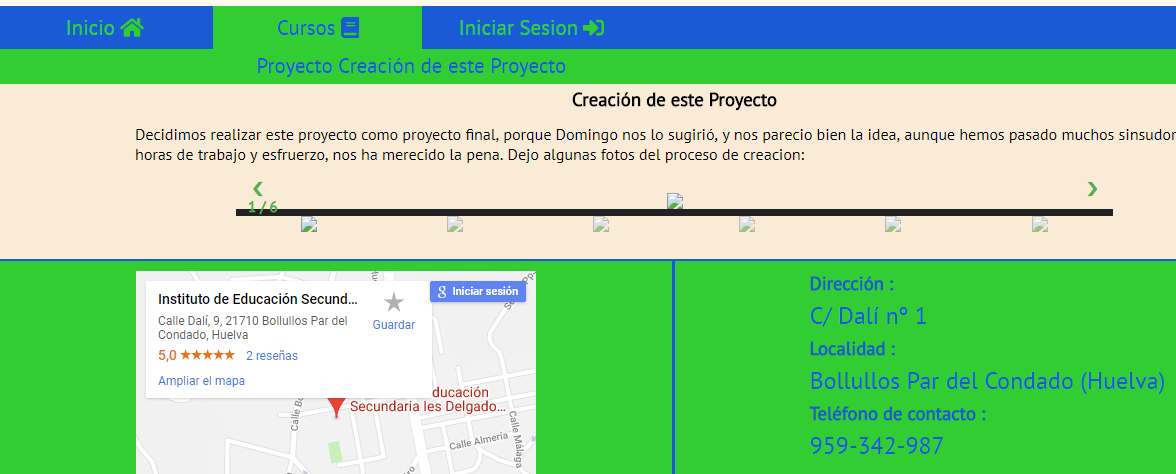 Inicio
Cursos
Iniciar Sesion
Proyecto Creación de este Proyecto
Creación de este Proyecto
Decidimos realizar este proyecto como proyecto final, porque Domingo nos lo sugirió, y nos parecio bien la idea, aunque hemos pasado muchos sinsudor
horas de trabajo y esfruerzo, nos ha merecido la pena. Dejo algunas fotos del proceso de creacion:
‹
›
1 / 6
Instituto de Educación Secund...
Calle Dalí, 9, 21710 Bollullos Par del
Condado, Huelva
5,0 ★★★★★ 2 reseñas
Ampliar el mapa
Guardar
g Iniciar sesión
ducación
Secundaria Ies Delgado...
Calle Almería
Calle Málaga
Dirección :
C/ Dalí nº 1
Localidad :
Bollullos Par del Condado (Huelva)
Teléfono de contacto :
959-342-987